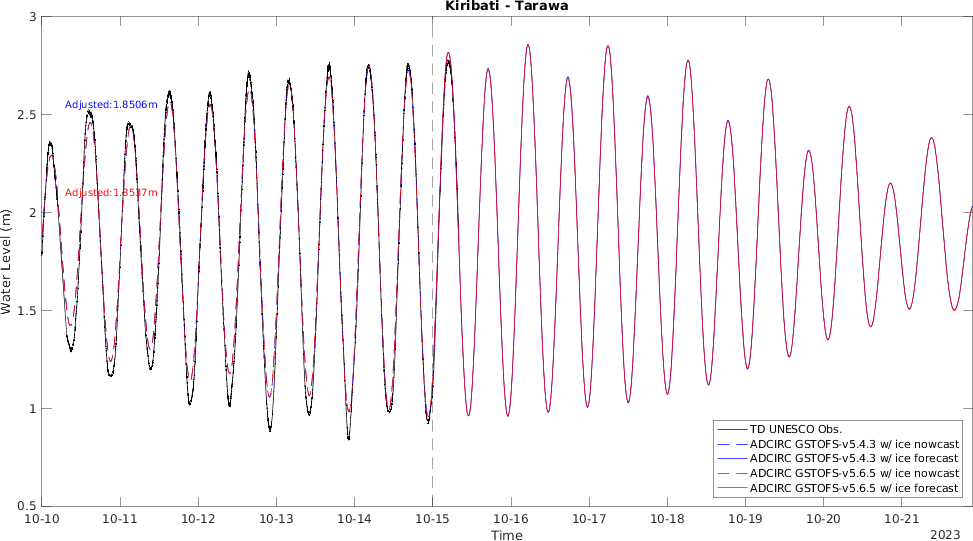 Kiribati - Tarawa
3
2.5
2
1.5
1
0.5
Water Level (m)
Adjusted:1.8506m
Adjusted:1.8537m
TD UNESCO Obs.
ADCIRC GSTOFS-v5.4.3 w/ ice nowcast
ADCIRC GSTOFS-v5.4.3 w/ ice forecast
ADCIRC GSTOFS-v5.6.5 w/ ice nowcast
ADCIRC GSTOFS-v5.6.5 w/ ice forecast
10-10 10-11 10-12 10-13 10-14 10-15 10-16 10-17 10-18 10-19 10-20 10-21
Time
2023